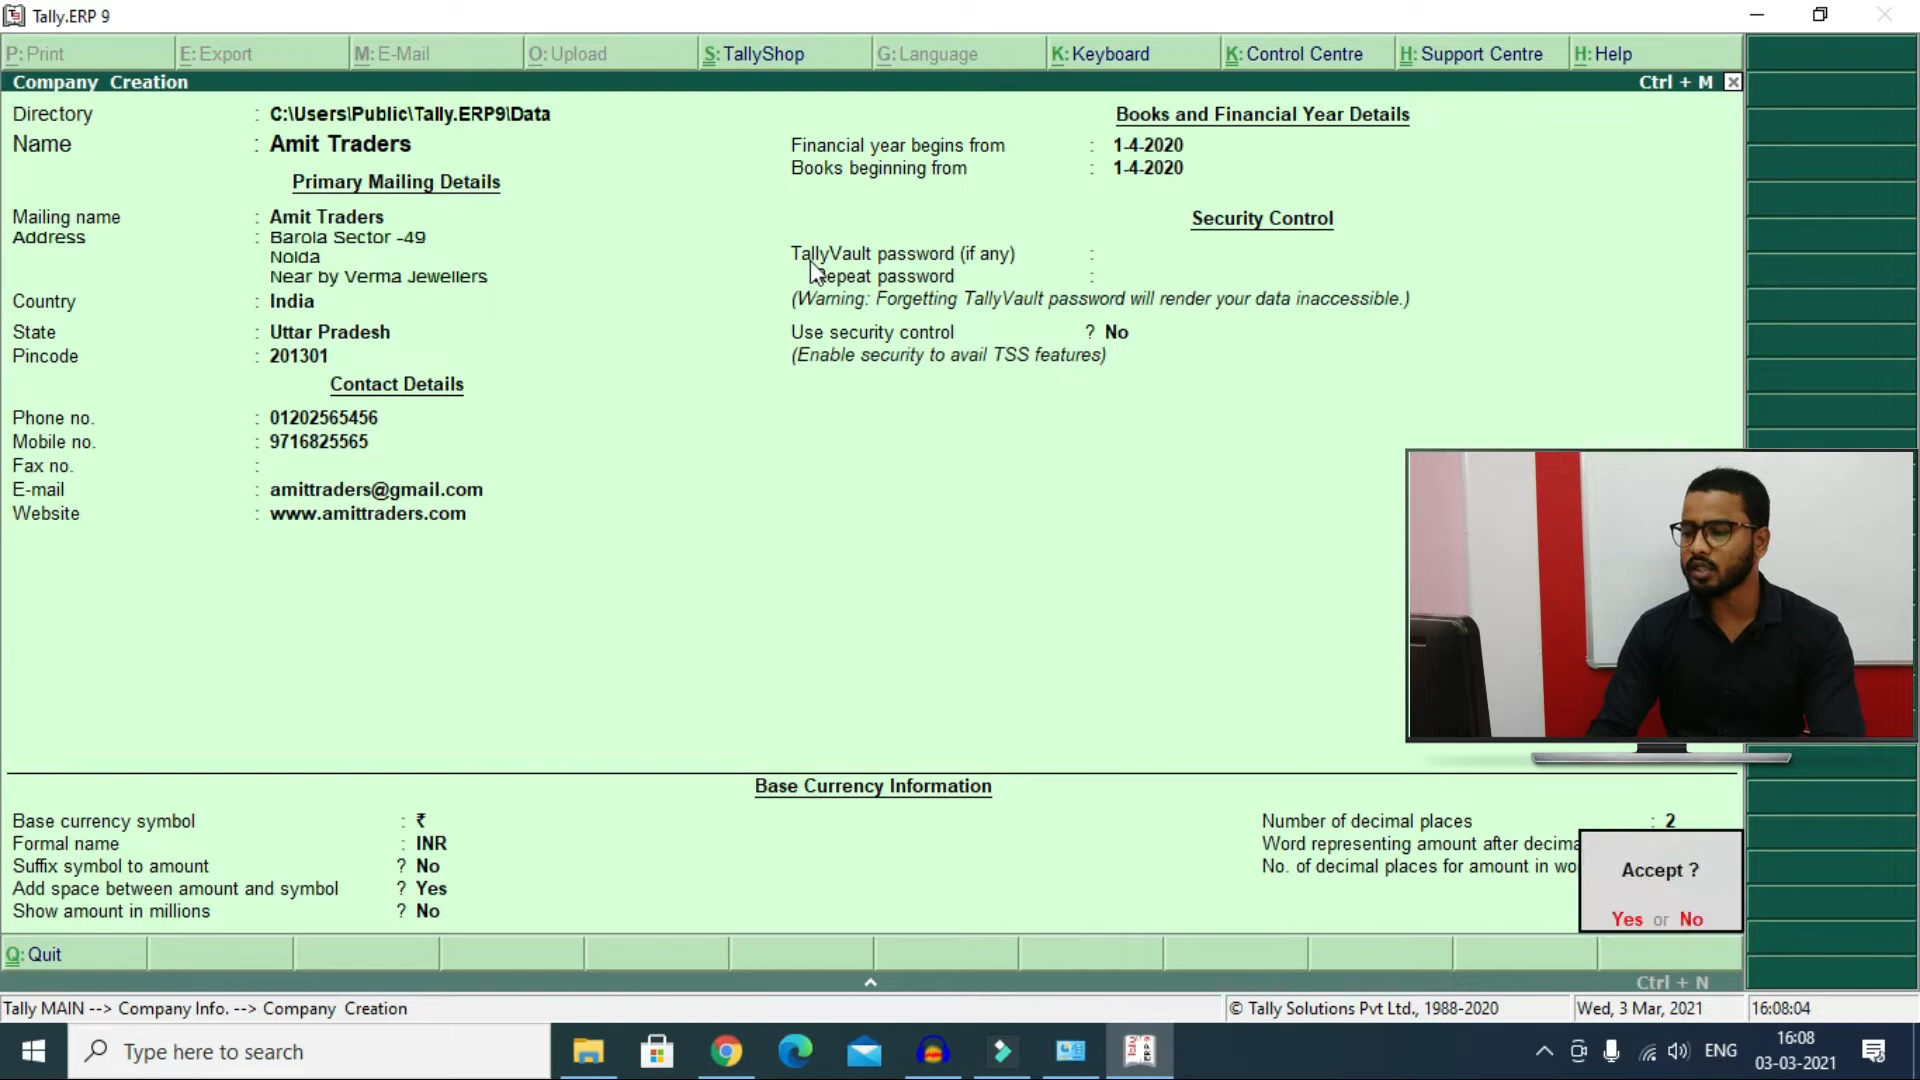 Tally.ERP 9
P: Print E: Export M: E-Mail O: Upload S: TallyShop G: Language K: Keyboard K: Control Centre H: Support Centre H: Help
Company Creation Ctrl + M
Directory : C:\Users\Public\Tally.ERP9\Data
Name : Amit Traders
Primary Mailing Details
Mailing name : Amit Traders
Address : Barola Sector -49
Noida
Near by Verma Jewellers
Country : India
State : Uttar Pradesh
Pincode : 201301
Contact Details
Phone no. : 01202565456
Mobile no. : 9716825565
Fax no. :
E-mail : amittraders@gmail.com
Website : www.amittraders.com
Books and Financial Year Details
Financial year begins from : 1-4-2020
Books beginning from : 1-4-2020
Security Control
TallyVault password (if any) :
Repeat password :
(Warning: Forgetting TallyVault password will render your data inaccessible.)
Use security control ? No
(Enable security to avail TSS features)
Base Currency Information
Base currency symbol : ₹
Formal name : INR
Suffix symbol to amount ? No
Add space between amount and symbol ? Yes
Show amount in millions ? No
Number of decimal places : 2
Word representing amount after decima
No. of decimal places for amount in wo
Accept ?
Yes or No
Q: Quit
Ctrl + N
Tally MAIN --> Company Info. --> Company Creation © Tally Solutions Pvt Ltd., 1988-2020 Wed, 3 Mar, 2021 16:08:04
Type here to search
ENG
16:08
03-03-2021